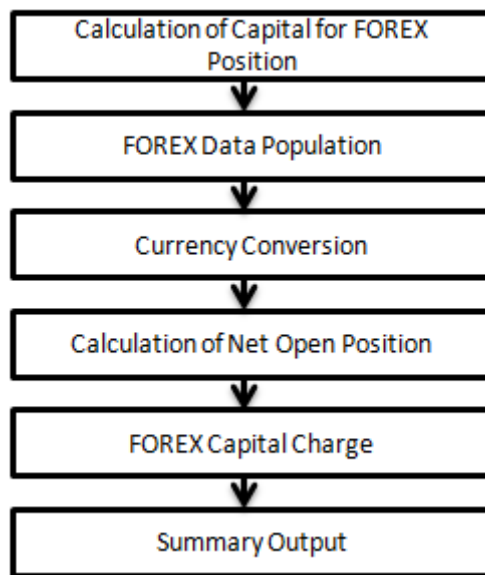 Calculation of Capital for FOREX
Position
FOREX Data Population
Currency Conversion
Calculation of Net Open Position
FOREX Capital Charge
Summary Output